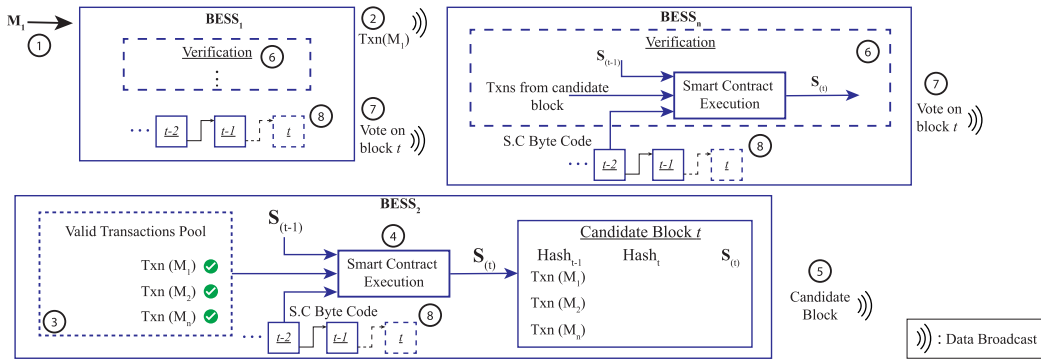 M₁
1
BESS₁
Verification
6
⋮
... t-2 t-1 t
8
2
Txn(M₁)
7
Vote on
block t
BESSₙ
Verification
6
S₍t-1₎
Txns from candidate
block
Smart Contract
Execution
S₍t₎
S.C Byte Code
... t-2 t-1 t
8
7
Vote on
block t
BESS₂
Valid Transactions Pool
Txn (M₁)
Txn (M₂)
Txn (Mₙ)
3
S(t-1)
4
Smart Contract
Execution
S(t)
S.C Byte Code
... t-2 t-1 t
8
Candidate Block t
Hash t-1 Hash t S(t)
Txn (M₁)
Txn (M₂)
Txn (Mₙ)
5
Candidate
Block
: Data Broadcast